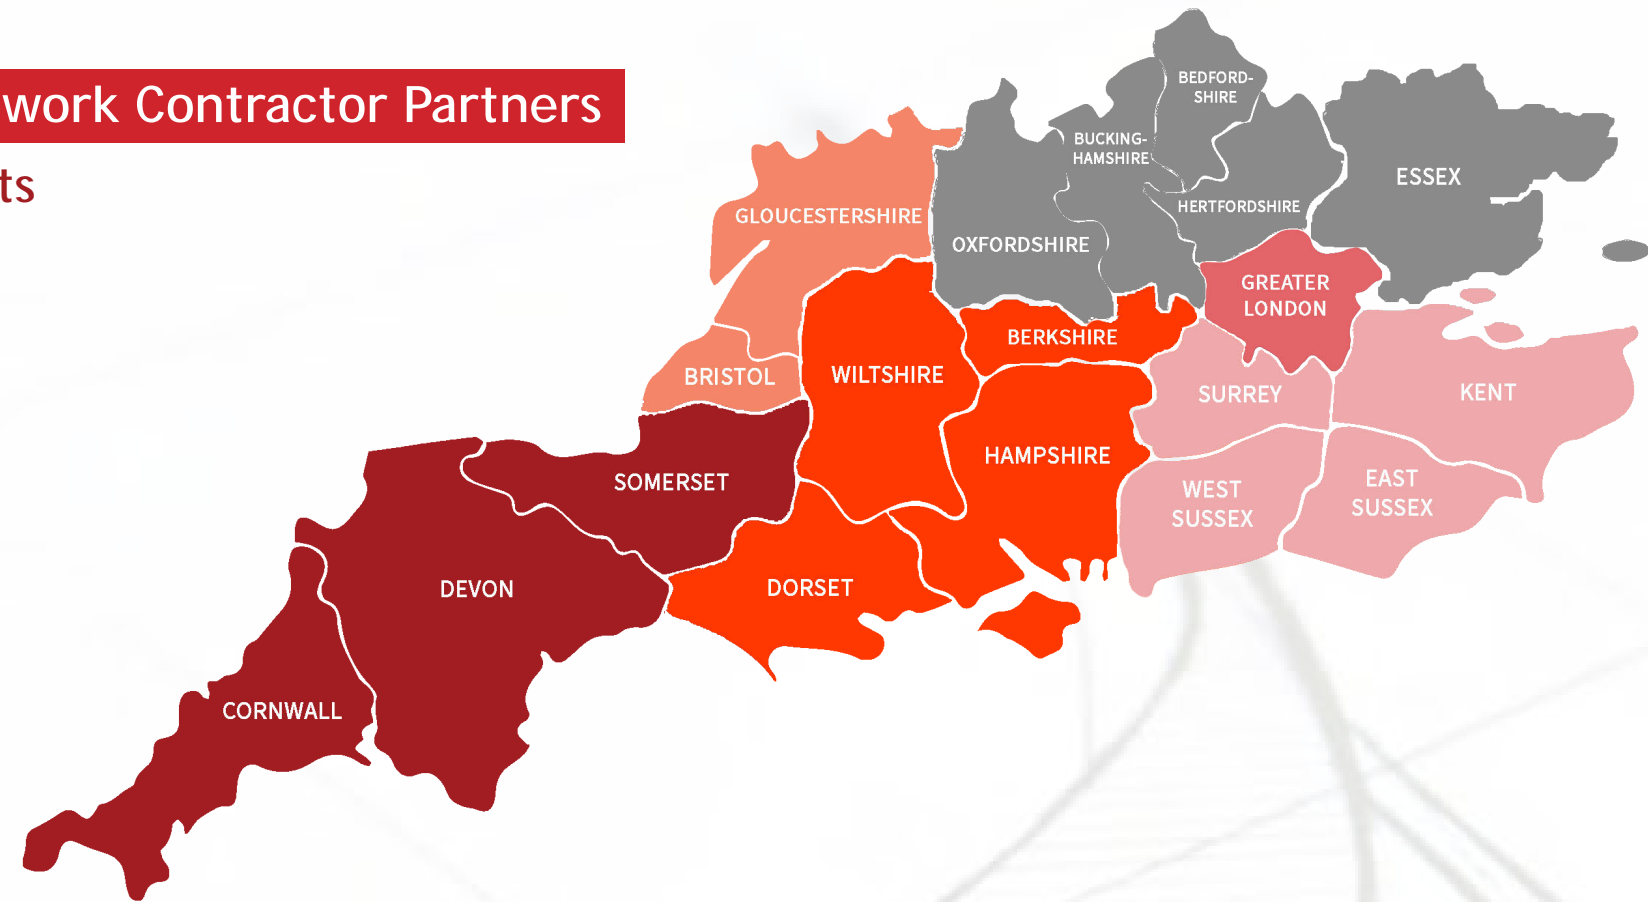 work Contractor Partners
ts
BEDFORD-
SHIRE
BUCKING-
HAMSHIRE
ESSEX
HERTFORDSHIRE
GLOUCESTERSHIRE
OXFORDSHIRE
GREATER
LONDON
BERKSHIRE
BRISTOL
WILTSHIRE
SURREY
KENT
HAMPSHIRE
SOMERSET
WEST
SUSSEX
EAST
SUSSEX
DEVON
DORSET
CORNWALL